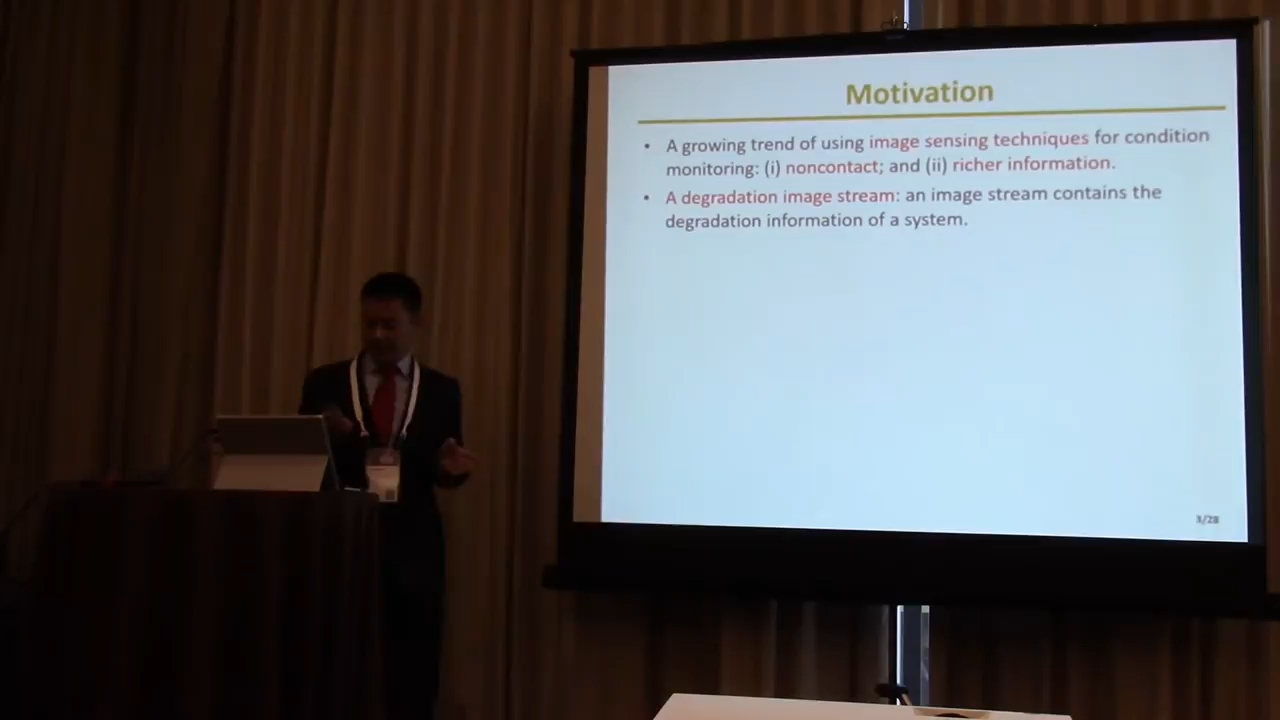 Motivation
• A growing trend of using image sensing techniques for condition
monitoring: (i) noncontact; and (ii) richer information.
• A degradation image stream: an image stream contains the
degradation information of a system.
3/28